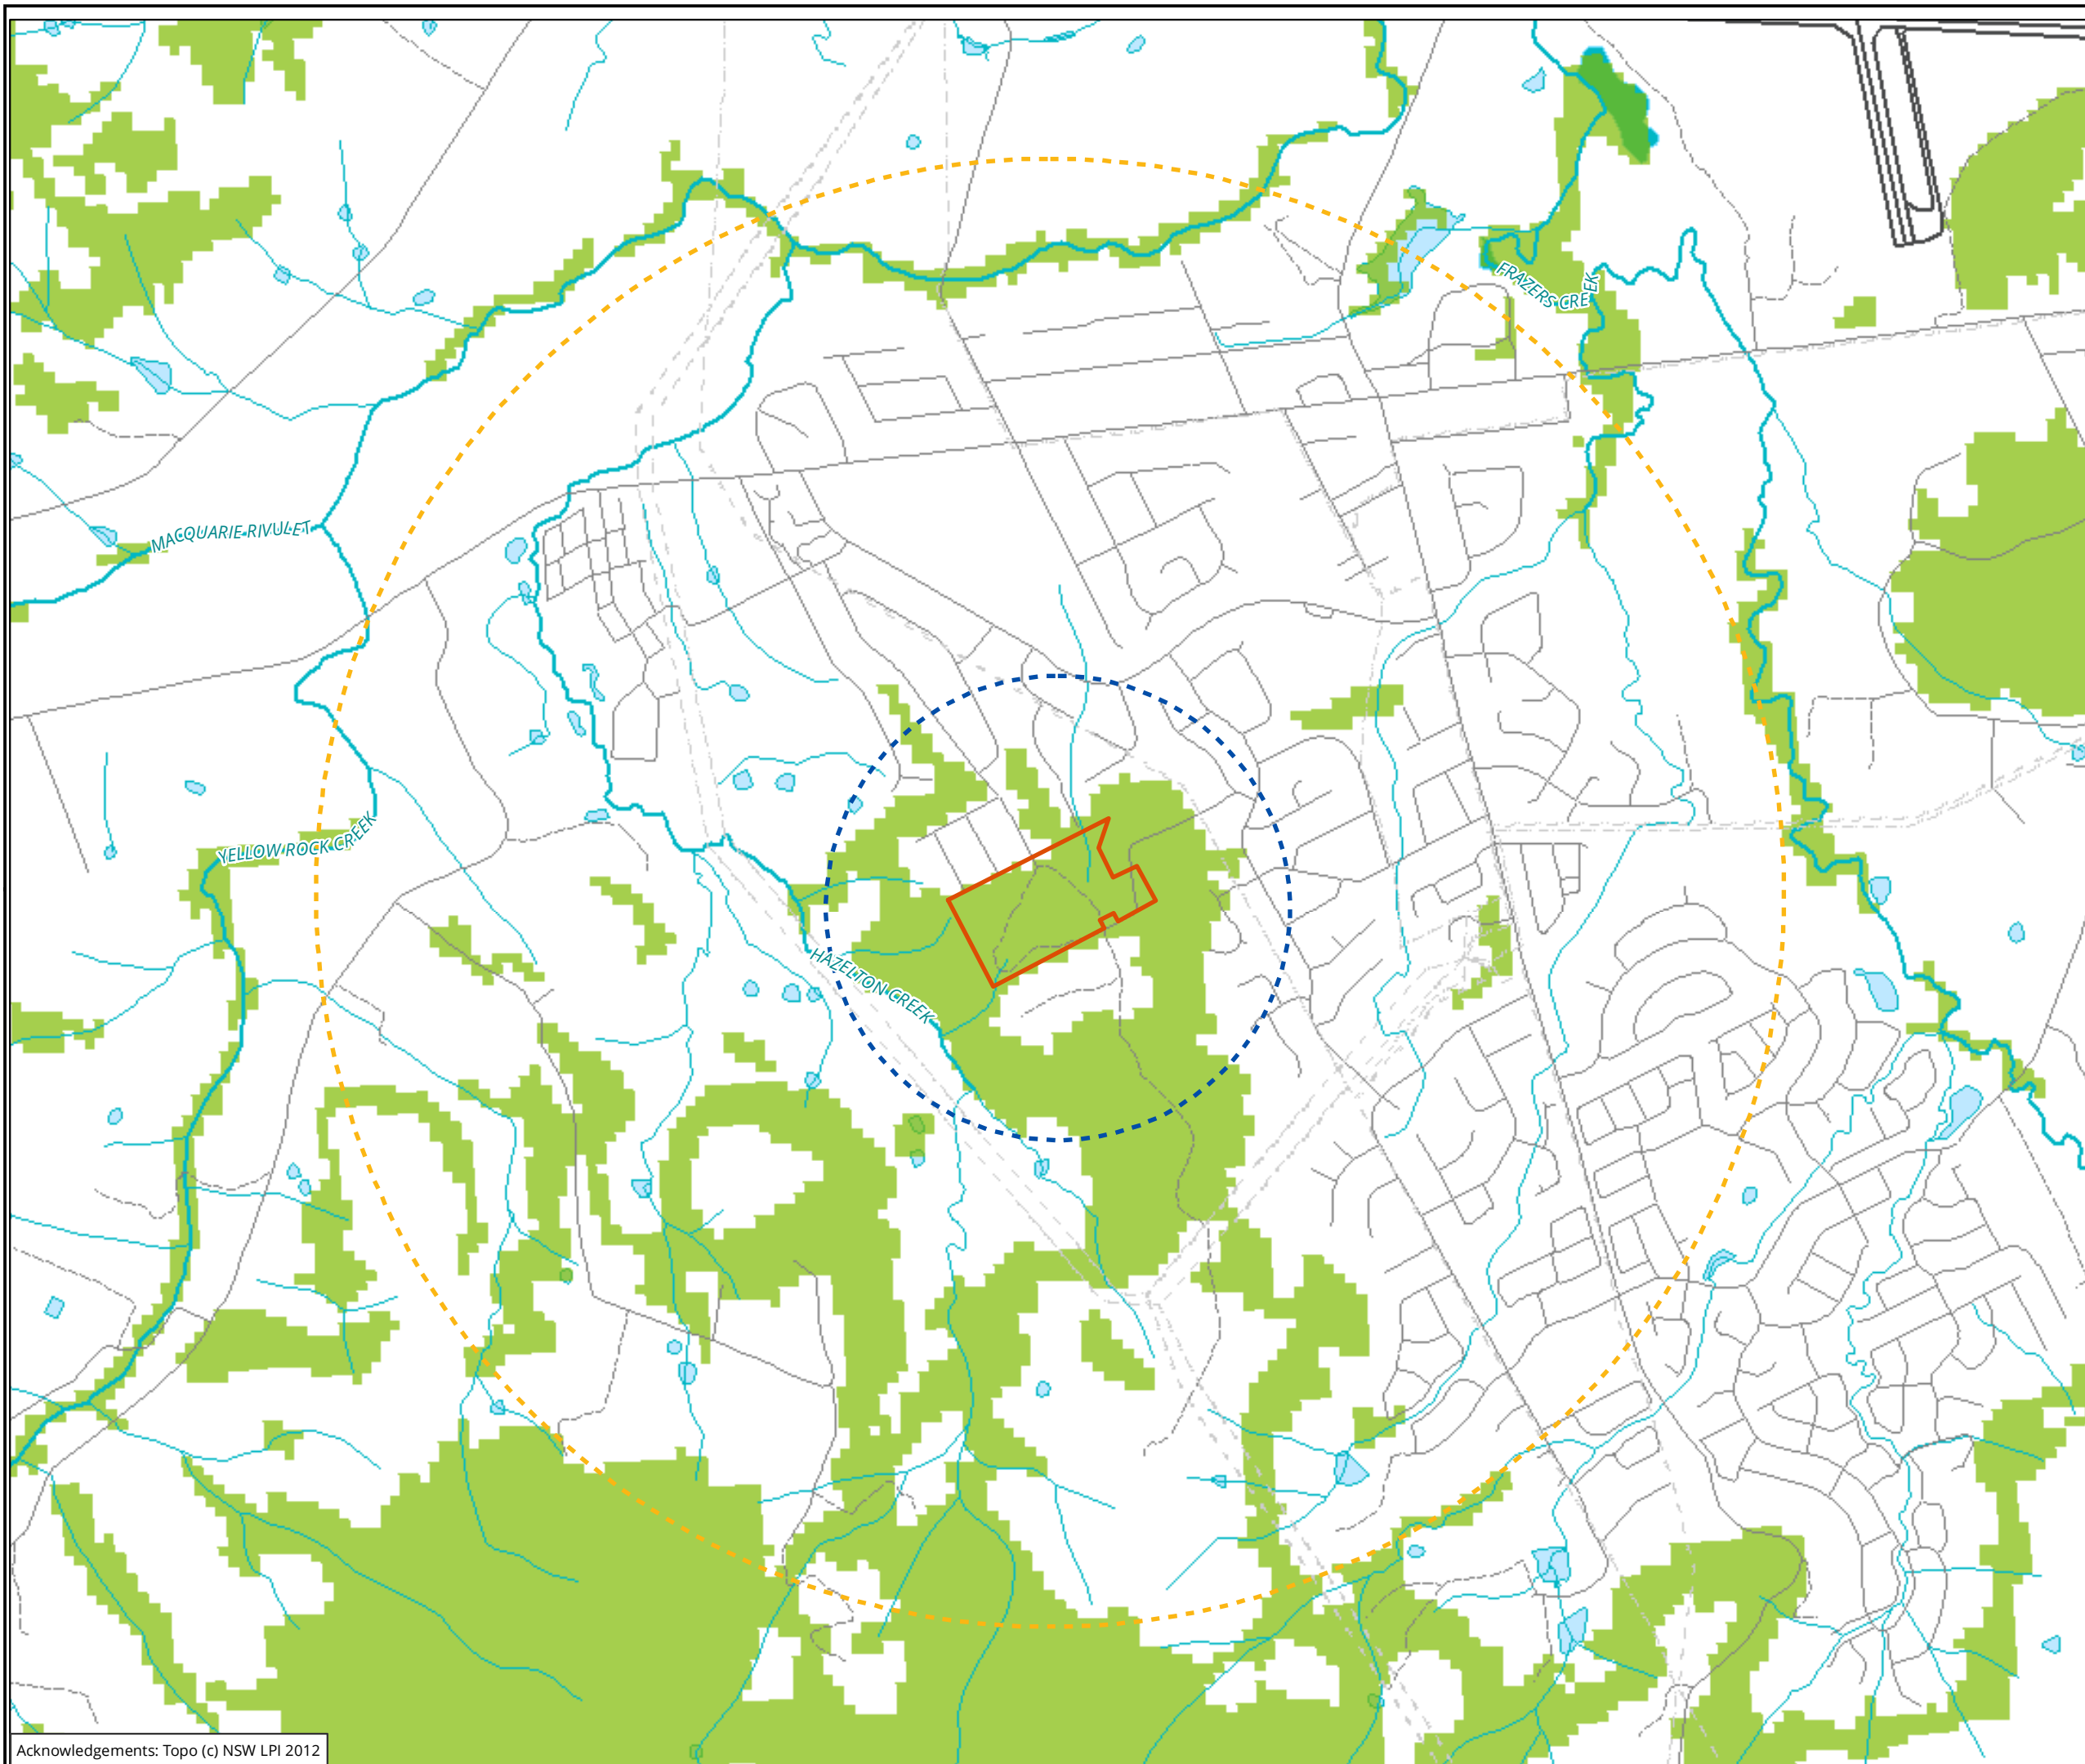 FRAZERS CREEK
MACQUARIE RIVULET
YELLOW ROCK CREEK
HAZELTON CREEK
Acknowledgements: Topo (c) NSW LPI 2012